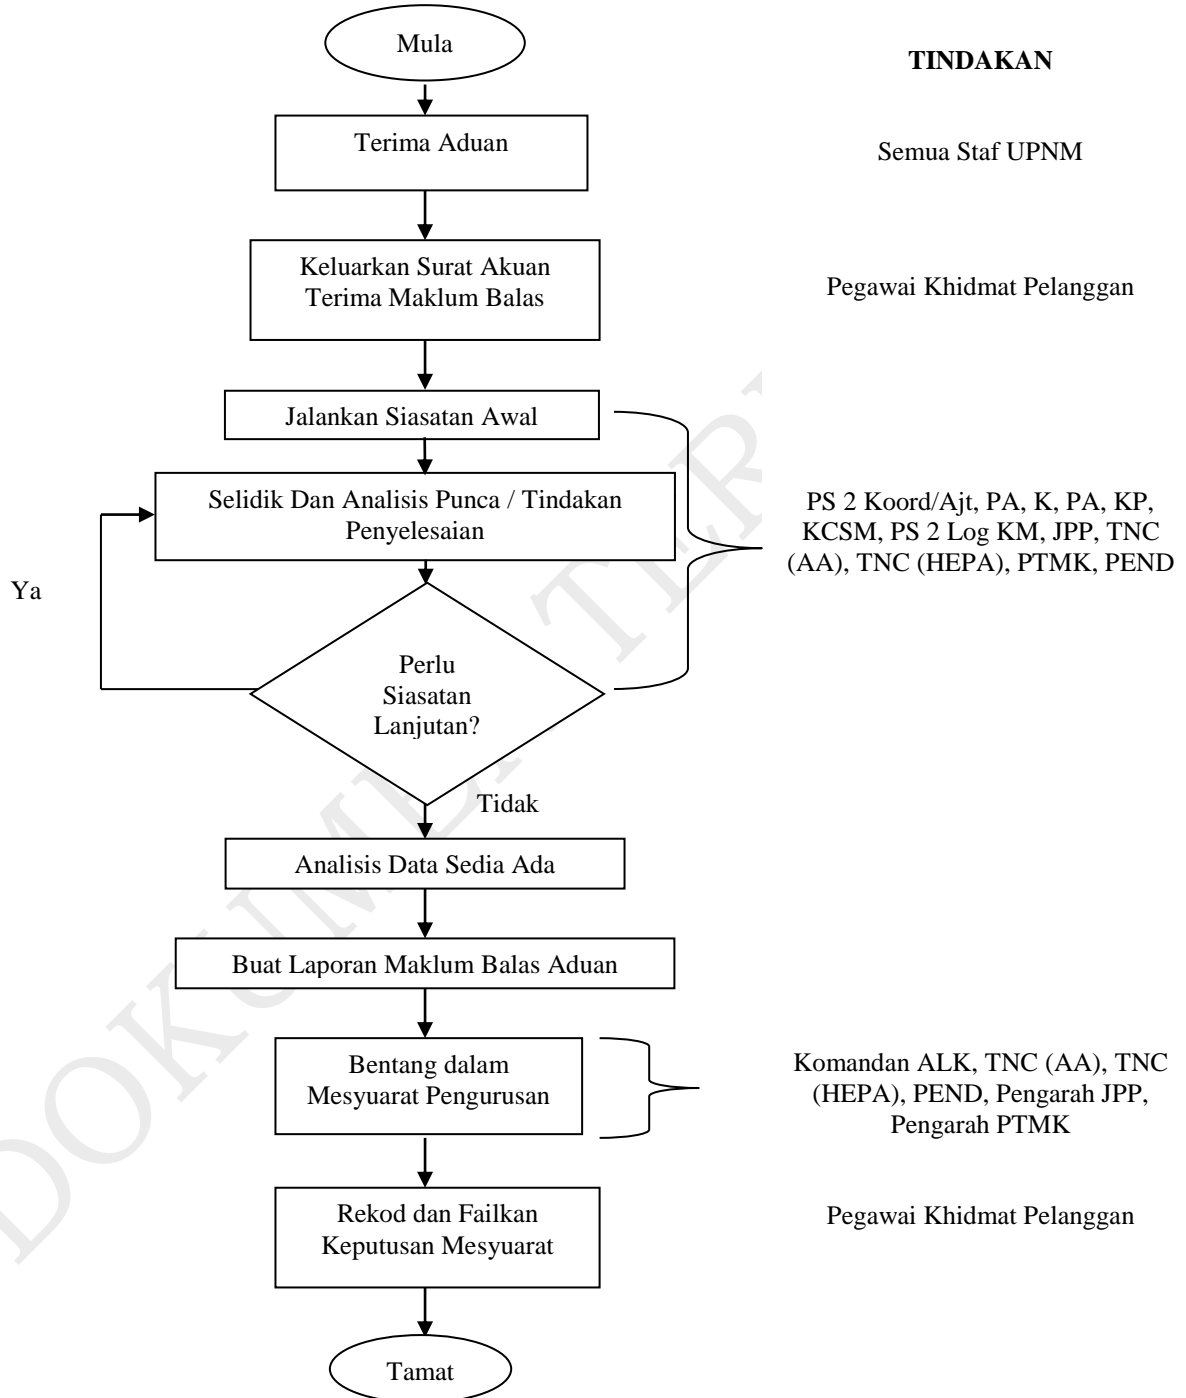 Mula
TINDAKAN
Terima Aduan
Semua Staf UPNM
Keluarkan Surat Akuan
Terima Maklum Balas
Pegawai Khidmat Pelanggan
Jalankan Siasatan Awal
Selidik Dan Analisis Punca / Tindakan
Penyelesaian
PS 2 Koord/Ajt, PA, K, PA, KP,
KCSM, PS 2 Log KM, JPP, TNC
(AA), TNC (HEPA), PTMK, PEND
Ya
Perlu
Siasatan
Lanjutan?
Tidak
Analisis Data Sedia Ada
Buat Laporan Maklum Balas Aduan
Bentang dalam
Mesyuarat Pengurusan
Komandan ALK, TNC (AA), TNC
(HEPA), PEND, Pengarah JPP,
Pengarah PTMK
Rekod dan Failkan
Keputusan Mesyuarat
Pegawai Khidmat Pelanggan
Tamat
DOKUMEN TER